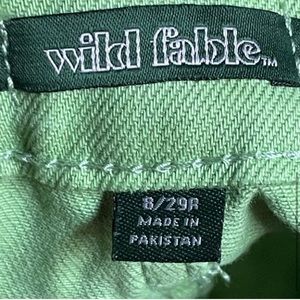 wild fable™
8/29R
MADE IN
PAKISTAN